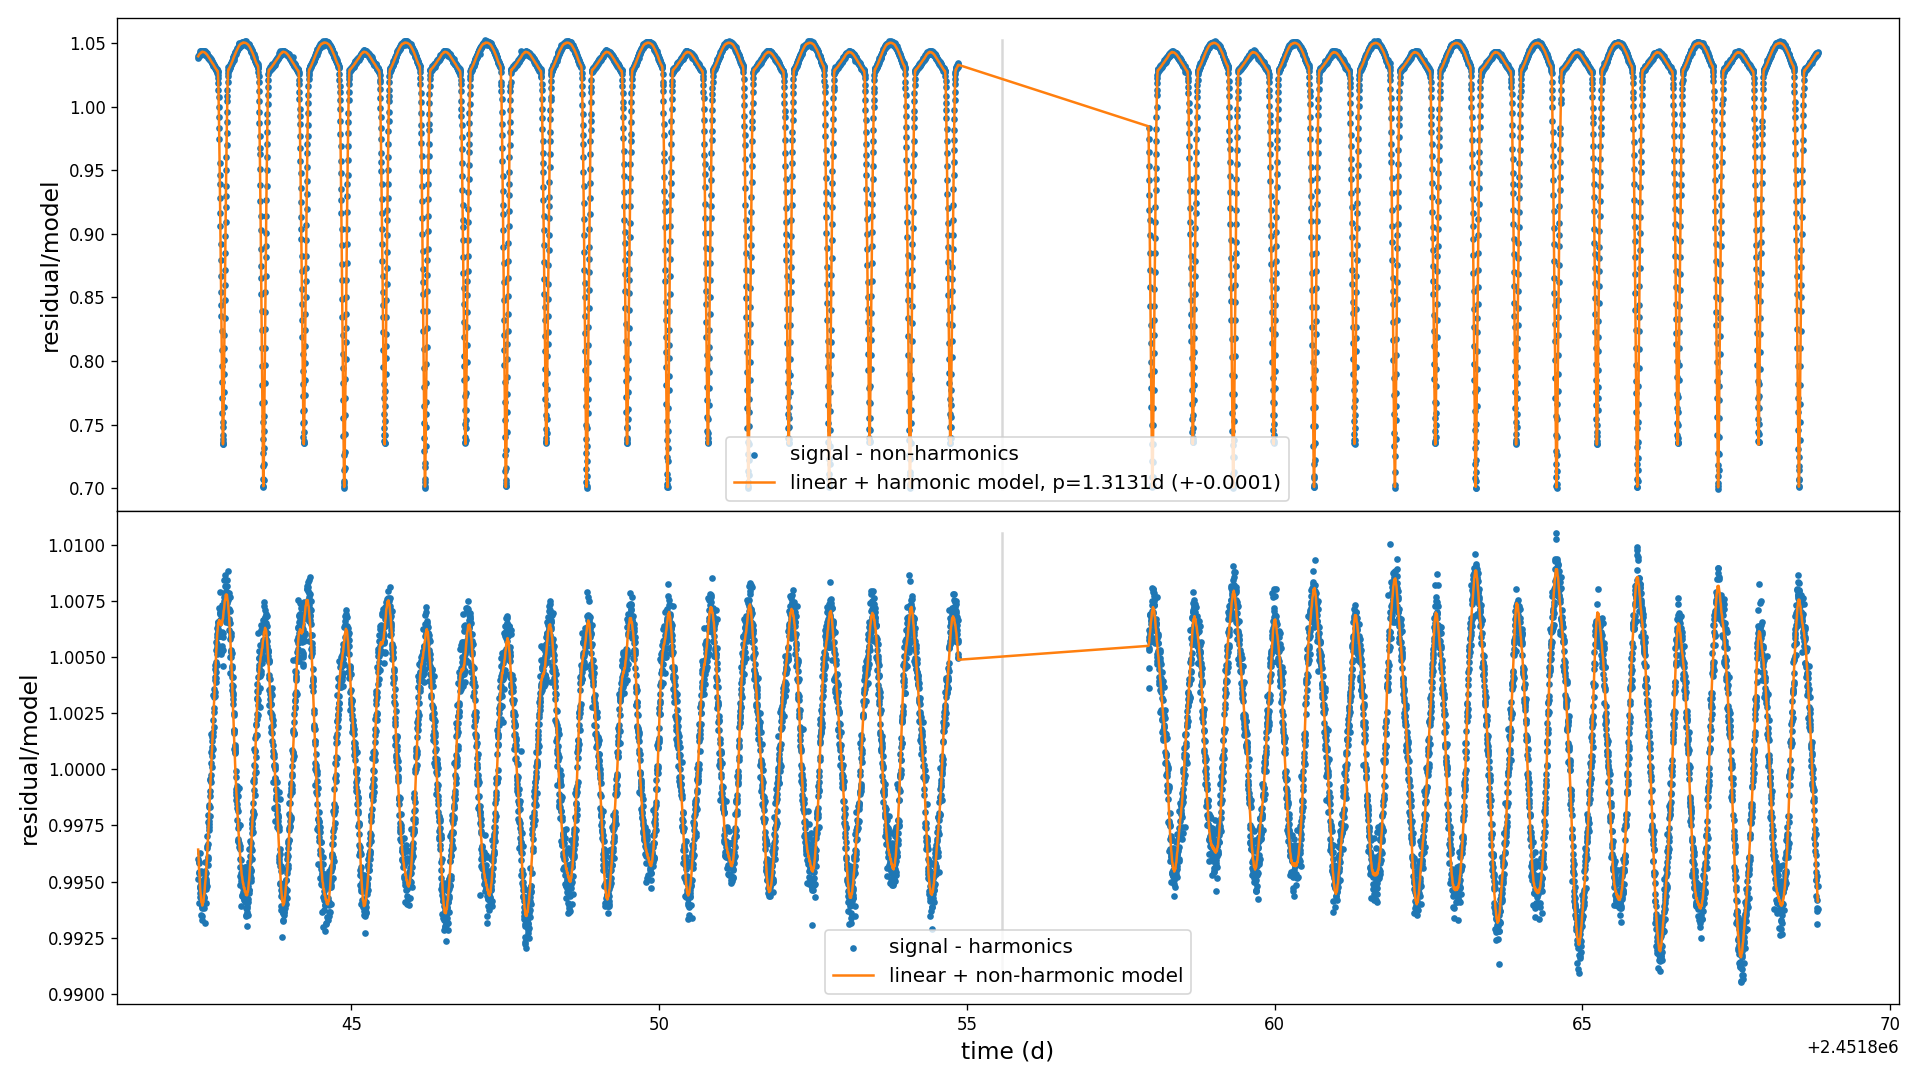 residual/model
1.05
1.00
0.95
0.90
0.85
0.80
0.75
0.70
signal - non-harmonics
linear + harmonic model, p=1.3131d (+-0.0001)
residual/model
1.0100
1.0075
1.0050
1.0025
1.0000
0.9975
0.9950
0.9925
0.9900
signal - harmonics
linear + non-harmonic model
45 50 55 60 65 70
time (d)
+2.4518e6